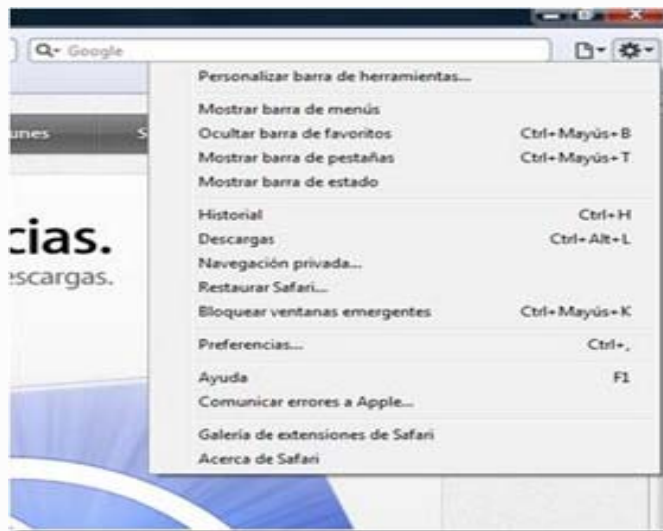 Google
Personalizar barra de herramientas...
Mostrar barra de menús
unes S
Ocultar barra de favoritos Ctrl+Mayús+B
Mostrar barra de pestañas Ctrl+Mayús+T
Mostrar barra de estado
Historial Ctrl+H
cias.
Descargas Ctrl+Alt+L
Navegación privada...
escargas.
Restaurar Safari...
Bloquear ventanas emergentes Ctrl+Mayús+K
Preferencias... Ctrl+,
Ayuda F1
Comunicar errores a Apple...
Galería de extensiones de Safari
Acerca de Safari